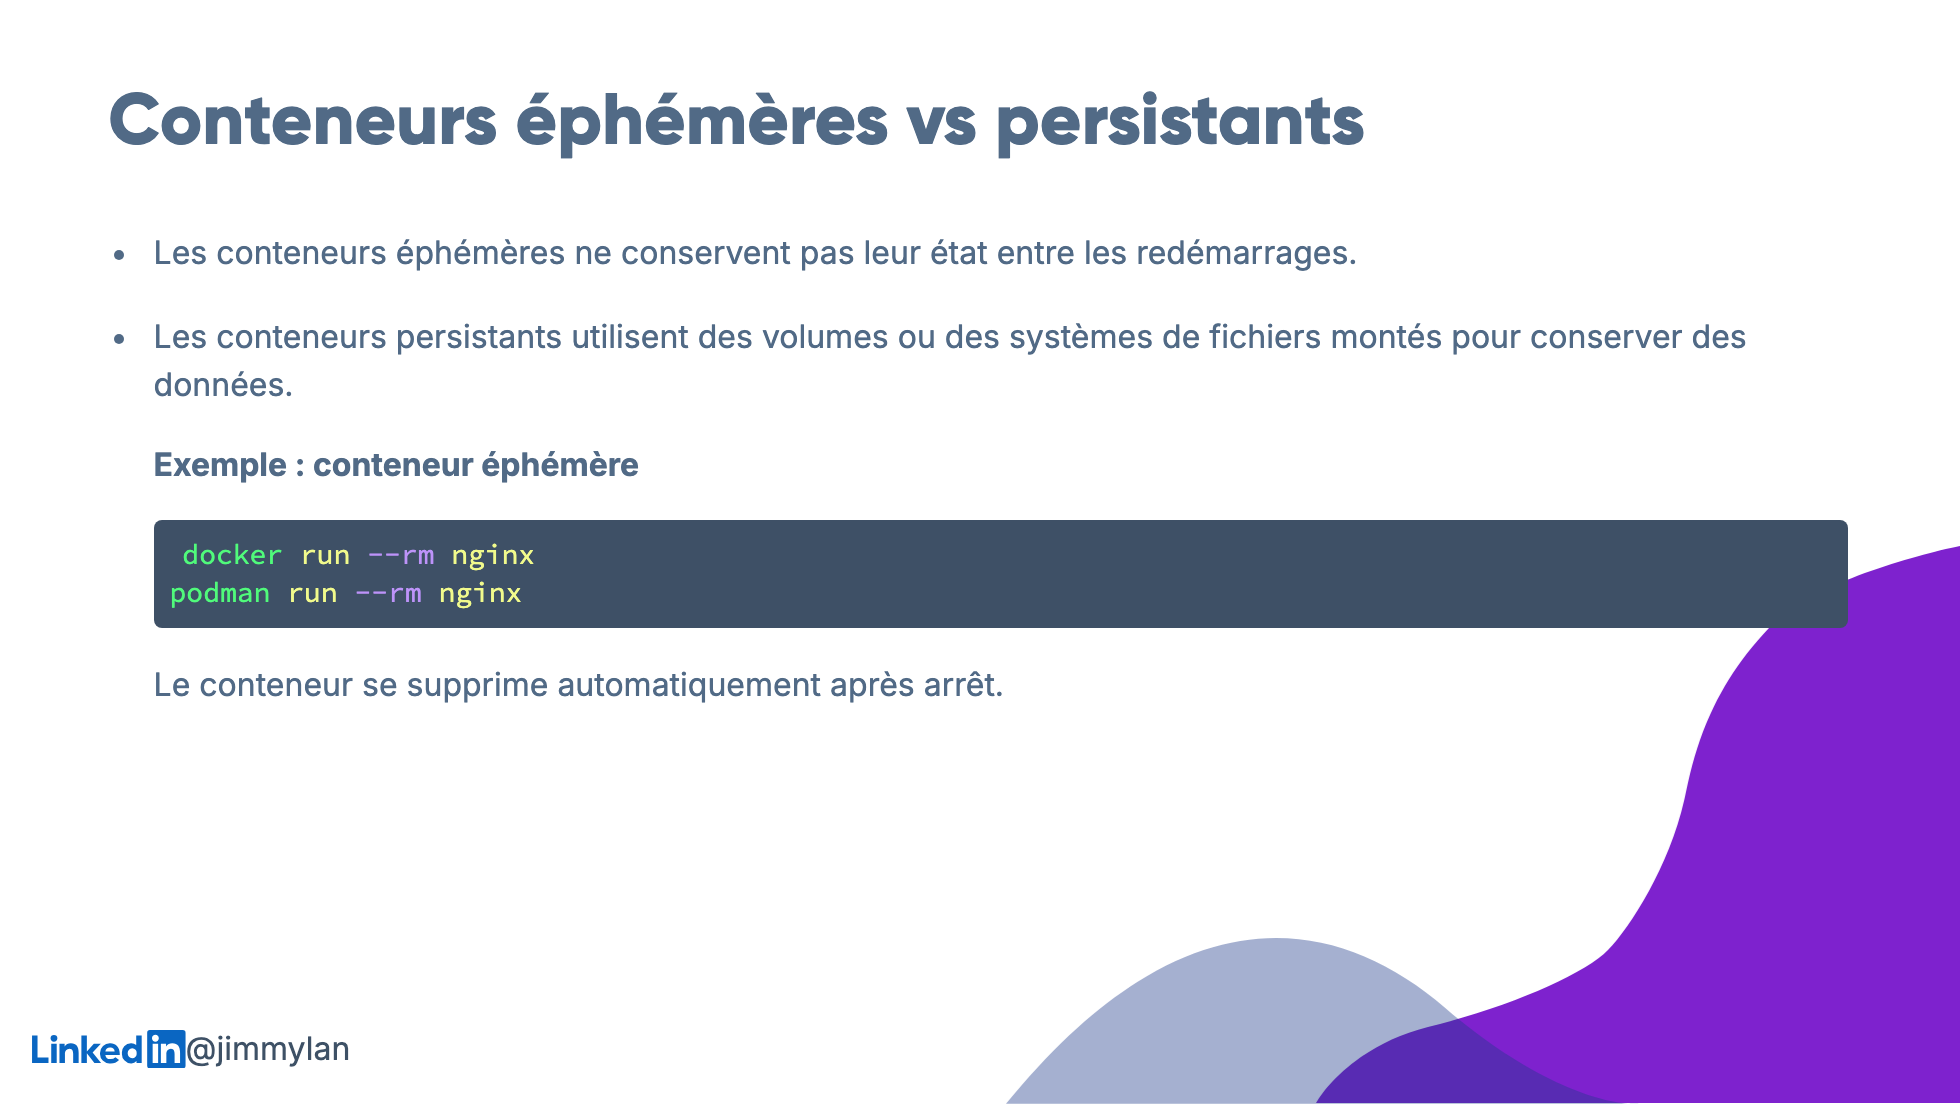 Conteneurs éphémères vs persistants
• Les conteneurs éphémères ne conservent pas leur état entre les redémarrages.
• Les conteneurs persistants utilisent des volumes ou des systèmes de fichiers montés pour conserver des
données.
Exemple : conteneur éphémère
docker run --rm nginx
podman run --rm nginx
Le conteneur se supprime automatiquement après arrêt.
Linkedin@jimmylan